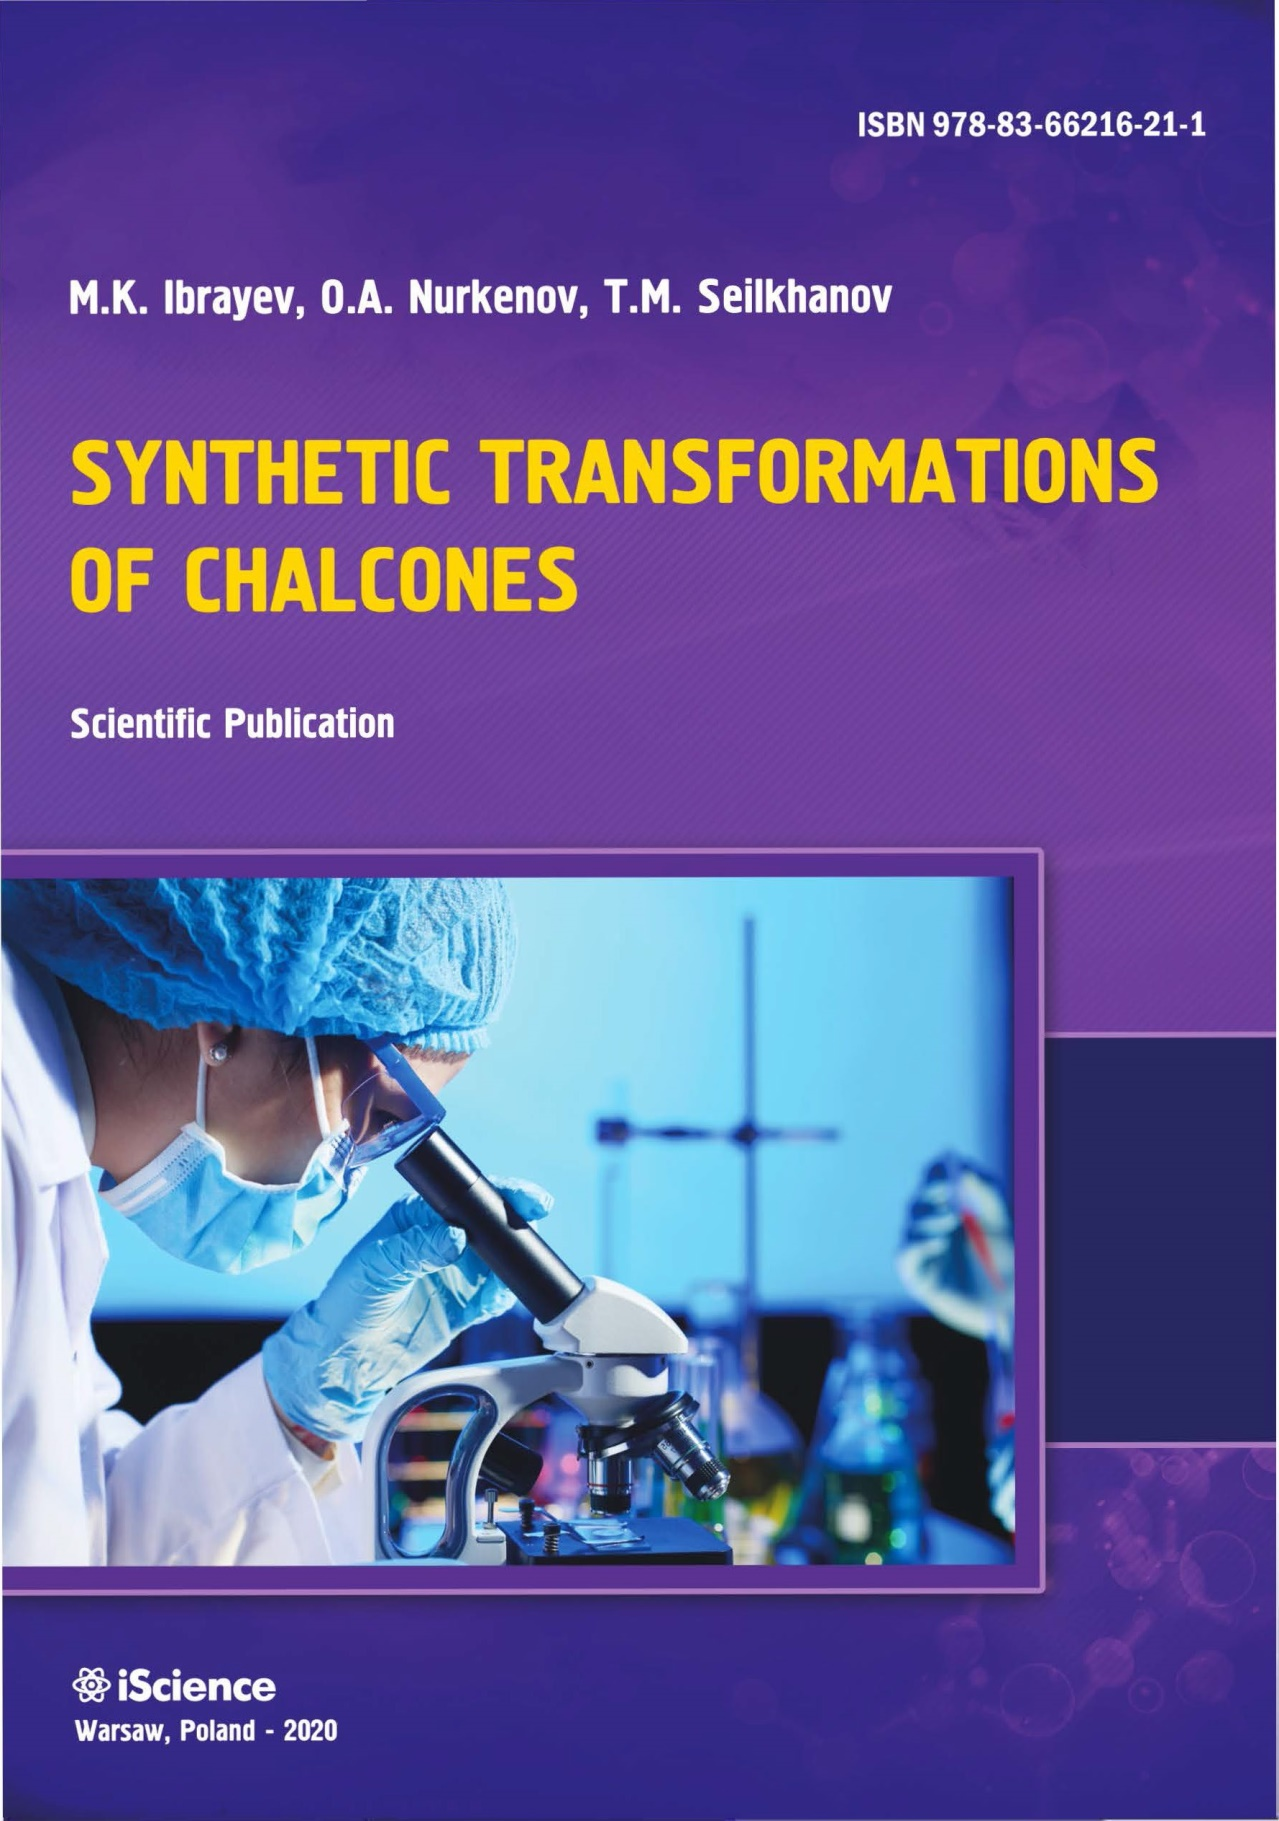 ISBN 978-83-66216-21-1
M.K. Ibrayev, O.A. Nurkenov, T.M. Seilkhanov
SYNTHETIC TRANSFORMATIONS
OF CHALCONES
Scientific Publication
iScience
Warsaw, Poland - 2020